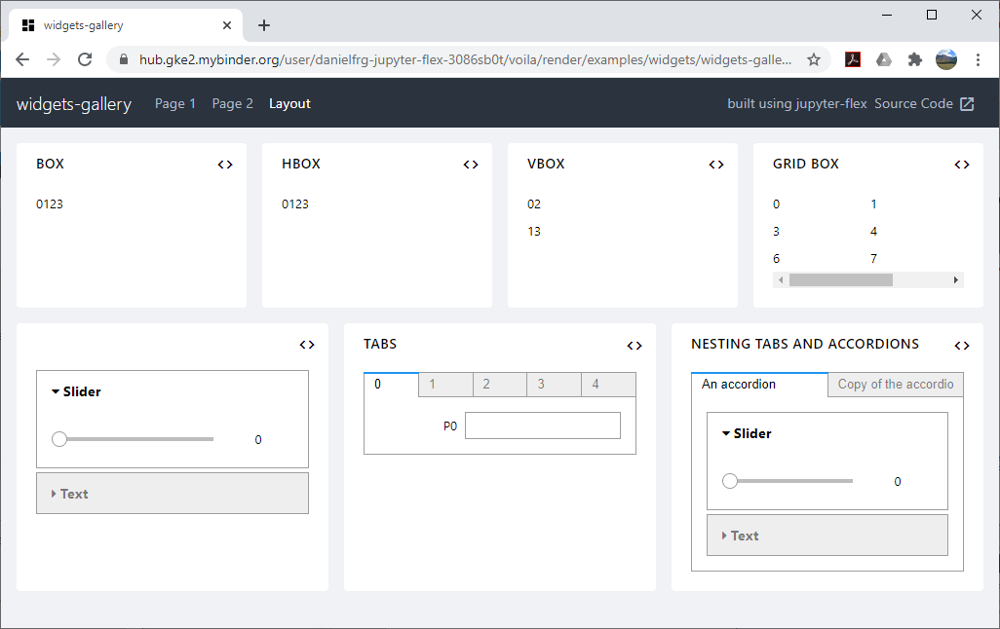 widgets-gallery
hub.gke2.mybinder.org/user/danielfrg-jupyter-flex-3086sb0t/voila/render/examples/widgets/widgets-galle...
widgets-gallery Page 1 Page 2 Layout built using jupyter-flex Source Code
BOX <>
0123
HBOX <>
0123
VBOX <>
02
13
GRID BOX <>
0 1
3 4
6 7
<>
Slider
0
Text
TABS <>
0 1 2 3 4
P0
NESTING TABS AND ACCORDIONS <>
An accordion Copy of the accordio
Slider
0
Text